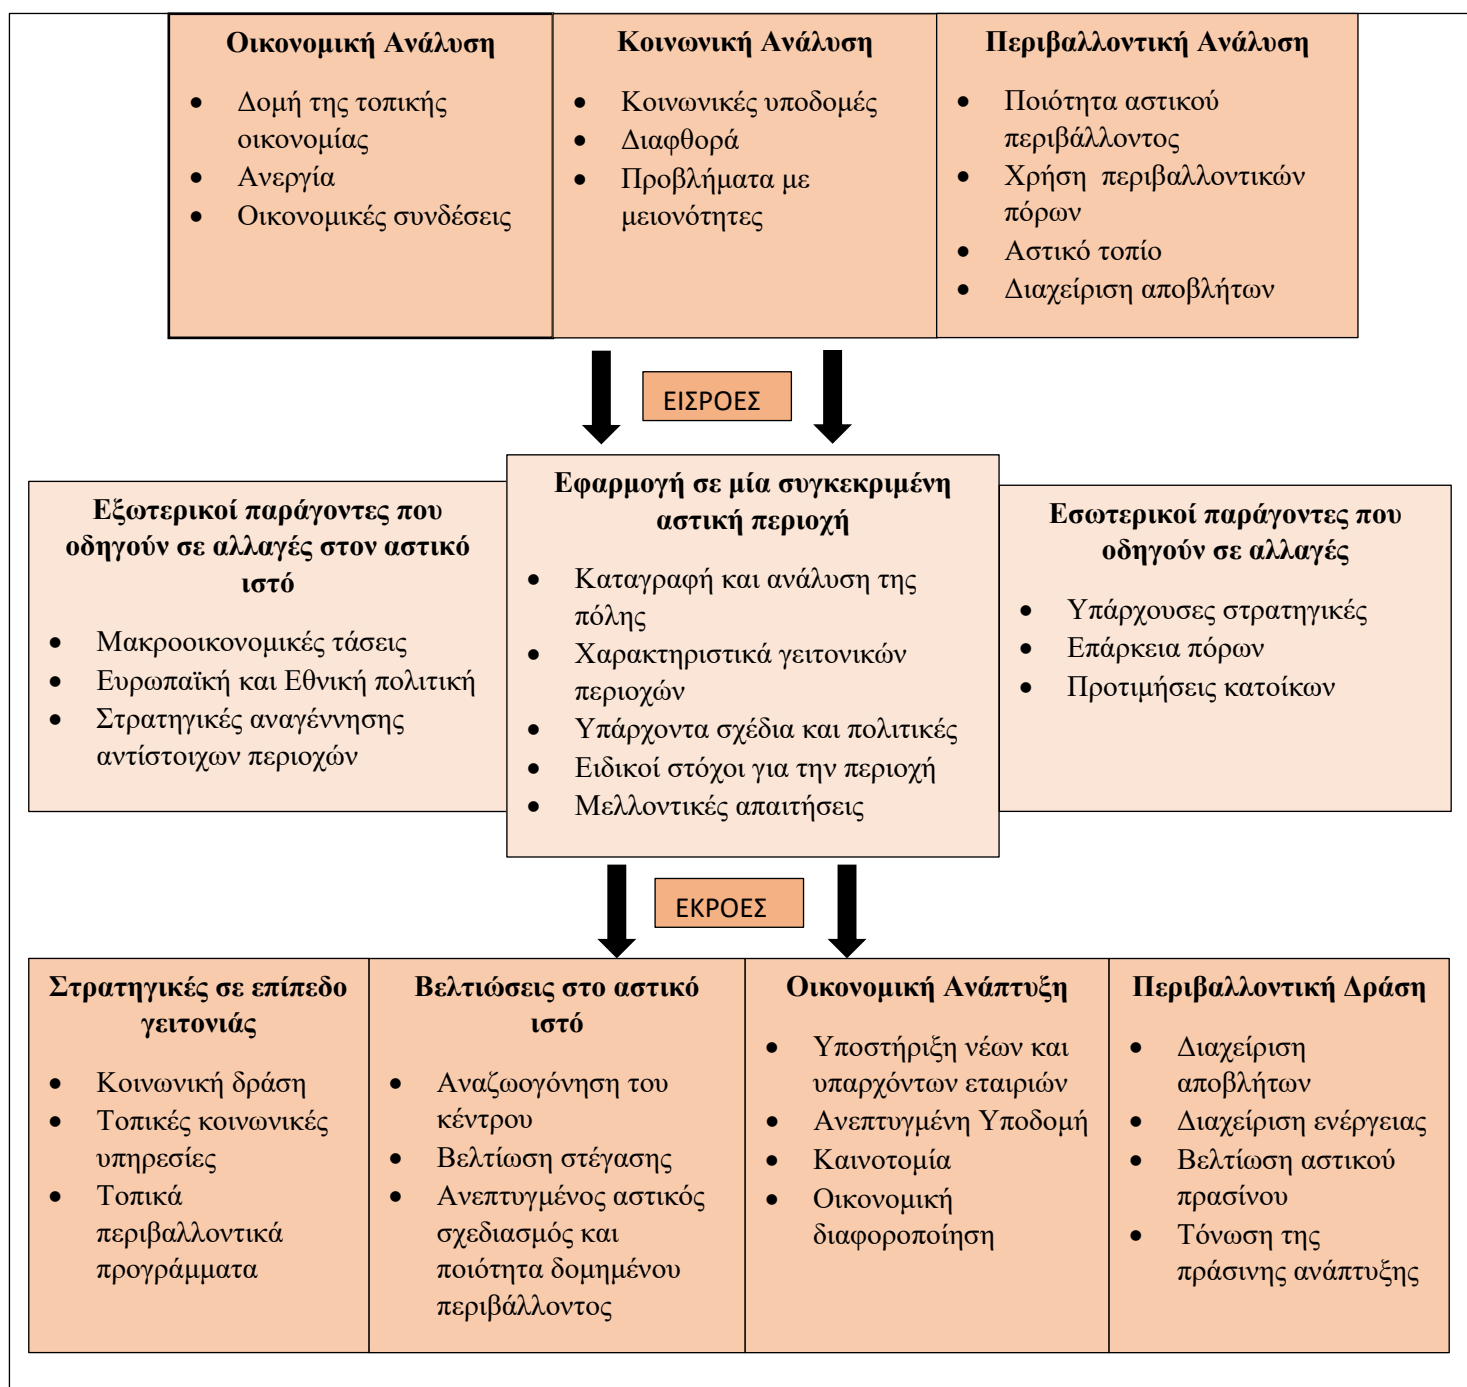 Οικονομική Ανάλυση
• Δομή της τοπικής
οικονομίας
• Ανεργία
• Οικονομικές συνδέσεις
Κοινωνική Ανάλυση
• Κοινωνικές υποδομές
• Διαφθορά
• Προβλήματα με
μειονότητες
Περιβαλλοντική Ανάλυση
• Ποιότητα αστικού
περιβάλλοντος
• Χρήση περιβαλλοντικών
πόρων
• Αστικό τοπίο
• Διαχείριση αποβλήτων
ΕΙΣΡΟΕΣ
Εξωτερικοί παράγοντες που
οδηγούν σε αλλαγές στον αστικό
ιστό
• Μακροοικονομικές τάσεις
• Ευρωπαϊκή και Εθνική πολιτική
• Στρατηγικές αναγέννησης
αντίστοιχων περιοχών
Εφαρμογή σε μία συγκεκριμένη
αστική περιοχή
• Καταγραφή και ανάλυση της
πόλης
• Χαρακτηριστικά γειτονικών
περιοχών
• Υπάρχοντα σχέδια και πολιτικές
• Ειδικοί στόχοι για την περιοχή
• Μελλοντικές απαιτήσεις
Εσωτερικοί παράγοντες που
οδηγούν σε αλλαγές
• Υπάρχουσες στρατηγικές
• Επάρκεια πόρων
• Προτιμήσεις κατοίκων
ΕΚΡΟΕΣ
Στρατηγικές σε επίπεδο
γειτονιάς
• Κοινωνική δράση
• Τοπικές κοινωνικές
υπηρεσίες
• Τοπικά
περιβαλλοντικά
προγράμματα
Βελτιώσεις στο αστικό
ιστό
• Αναζωογόνηση του
κέντρου
• Βελτίωση στέγασης
• Ανεπτυγμένος αστικός
σχεδιασμός και
ποιότητα δομημένου
περιβάλλοντος
Οικονομική Ανάπτυξη
• Υποστήριξη νέων και
υπαρχόντων εταιριών
• Ανεπτυγμένη Υποδομή
• Καινοτομία
• Οικονομική
διαφοροποίηση
Περιβαλλοντική Δράση
• Διαχείριση
αποβλήτων
• Διαχείριση ενέργειας
• Βελτίωση αστικού
πρασίνου
• Τόνωση της
πράσινης ανάπτυξης